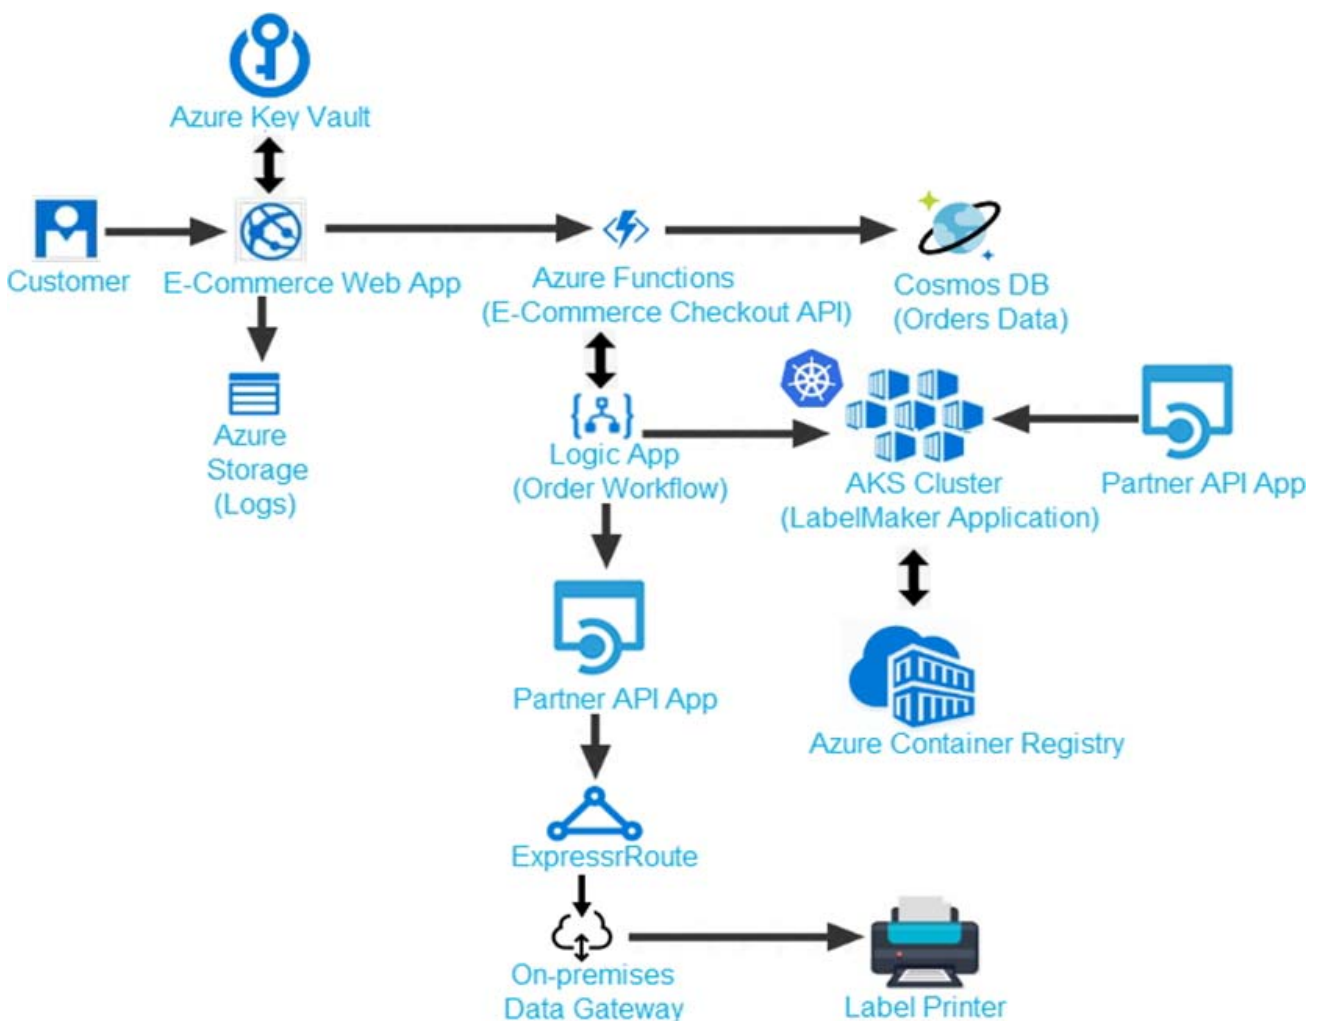 Azure Key Vault
Customer
E-Commerce Web App
Azure Functions
(E-Commerce Checkout API)
Cosmos DB
(Orders Data)
Azure
Storage
(Logs)
Logic App
(Order Workflow)
AKS Cluster
(LabelMaker Application)
Partner API App
Partner API App
Azure Container Registry
ExpressrRoute
On-premises
Data Gateway
Label Printer